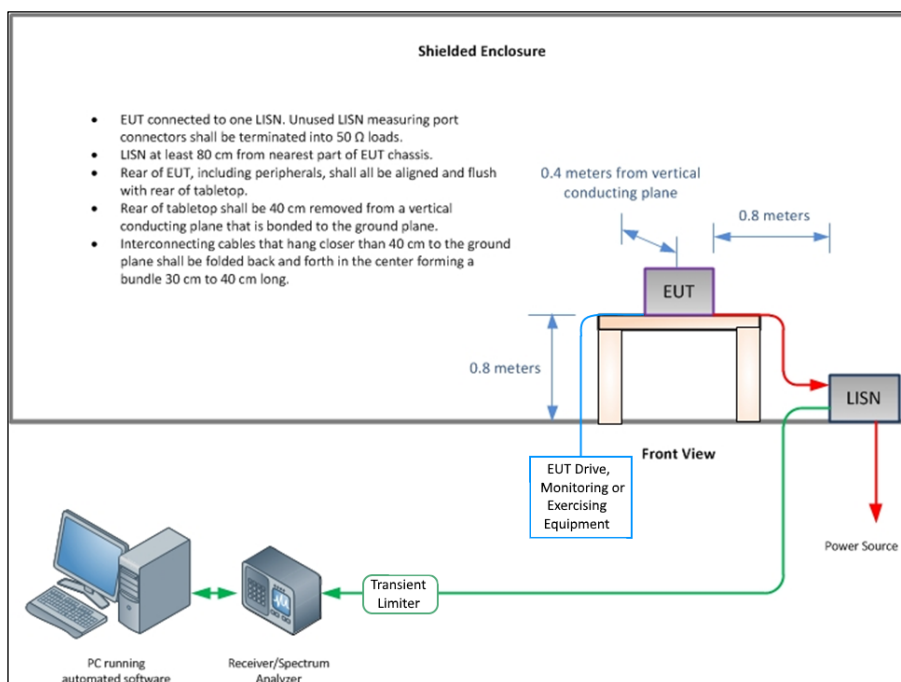 Shielded Enclosure
• EUT connected to one LISN. Unused LISN measuring port
connectors shall be terminated into 50 Ω loads.
• LISN at least 80 cm from nearest part of EUT chassis.
• Rear of EUT, including peripherals, shall all be aligned and flush
with rear of tabletop.
• Rear of tabletop shall be 40 cm removed from a vertical
conducting plane that is bonded to the ground plane.
• Interconnecting cables that hang closer than 40 cm to the ground
plane shall be folded back and forth in the center forming a
bundle 30 cm to 40 cm long.
0.4 meters from vertical
conducting plane
0.8 meters
EUT
0.8 meters
LISN
Front View
EUT Drive,
Monitoring or
Exercising
Equipment
Power Source
Transient
Limiter
PC running
automated software
Receiver/Spectrum
Analyzer